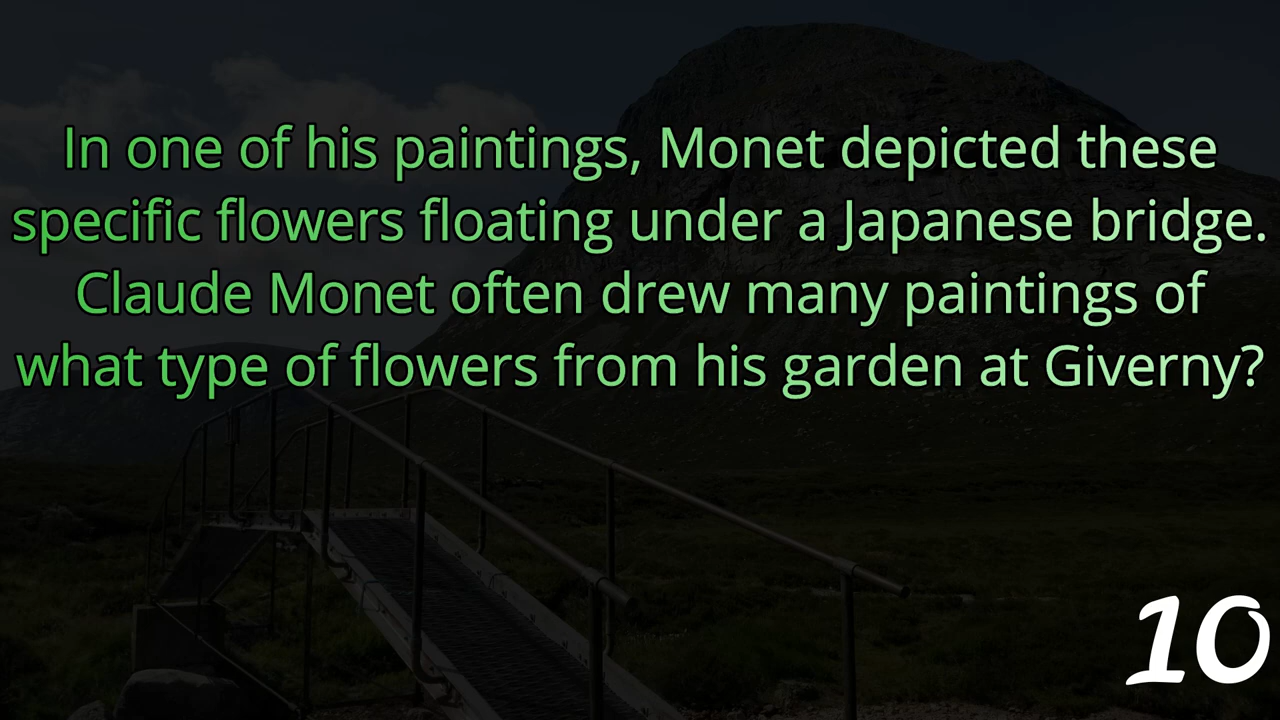 In one of his paintings, Monet depicted these
specific flowers floating under a Japanese bridge.
Claude Monet often drew many paintings of
what type of flowers from his garden at Giverny?
10